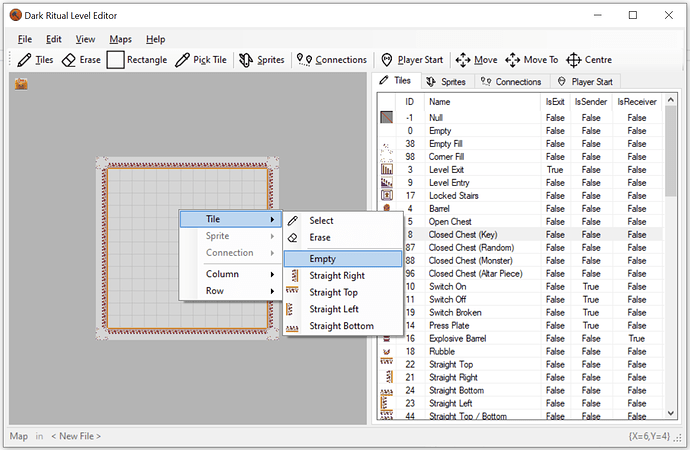 Dark Ritual Level Editor
File Edit View Maps Help
Tiles Erase Rectangle Pick Tile Sprites Connections Player Start Move Move To Centre
Tiles Sprites Connections Player Start
ID Name IsExit IsSender IsReceiver
-1 Null False False False
0 Empty False False False
38 Empty Fill False False False
98 Corner Fill False False False
3 Level Exit True False False
9 Level Entry False False False
17 Locked Stairs False False False
4 Barrel False False False
5 Open Chest False False False
8 Closed Chest (Key) False False False
87 Closed Chest (Random) False False False
88 Closed Chest (Monster) False False False
96 Closed Chest (Altar Piece) False False False
10 Switch On False True False
11 Switch Off False True False
19 Switch Broken False True False
14 Press Plate False True False
16 Explosive Barrel False False True
18 Rubble False False False
22 Straight Top False False False
21 Straight Right False False False
24 Straight Bottom False False False
23 Straight Left False False False
44 Straight Top / Bottom False False False
Tile
Sprite
Connection
Column
Row
Select
Erase
Empty
Straight Right
Straight Top
Straight Left
Straight Bottom
Map in < New File > {X=6,Y=4}